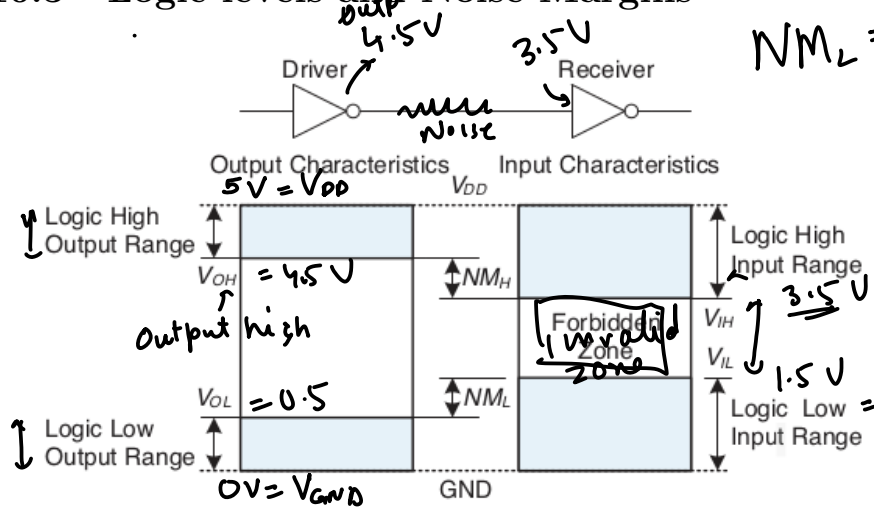 Logic levels and Noise Margins
Outp
4.5V
3.5V
NM_L =
Driver
Receiver
Noise
Output Characteristics
Input Characteristics
5V = V_DD
V_DD
Logic High
Output Range
Logic High
Input Range
V_OH = 4.5 V
NM_H
3.5 V
Output high
Forbidden
Zone
invalid
zone
V_IH
V_IL
1.5 V
V_OL = 0.5
NM_L
Logic Low
Output Range
Logic Low =
Input Range
0V = V_GND
GND